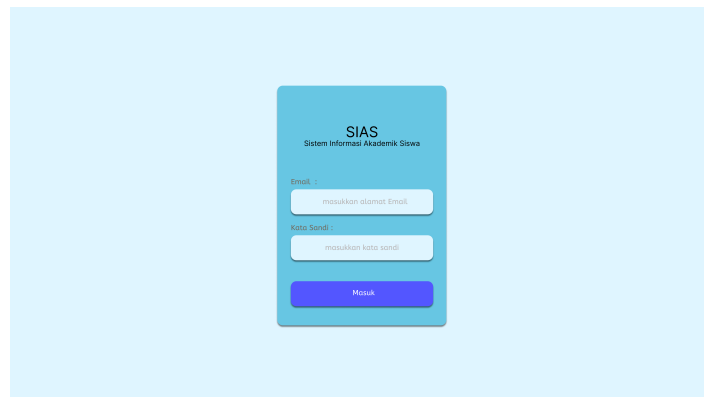 SIAS
Sistem Informasi Akademik Siswa
Email :
masukkan alamat Email
Kata Sandi :
masukkan kata sandi
Masuk